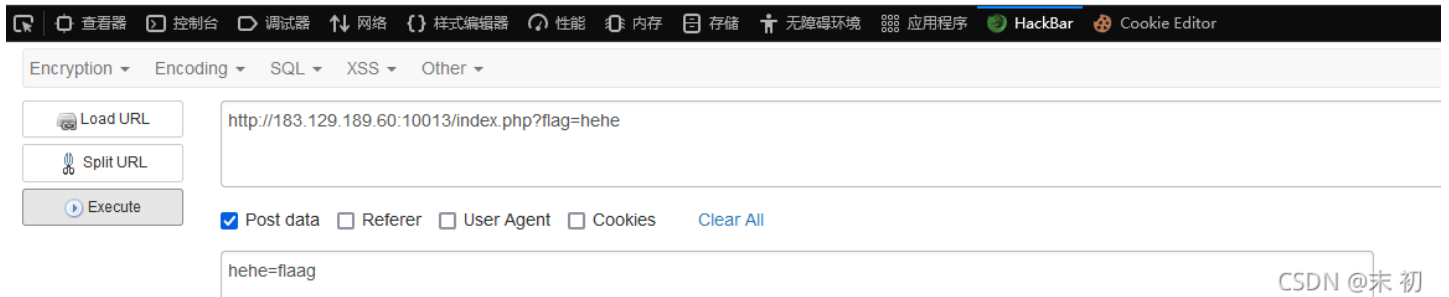 查看器 控制台 调试器 网络 {} 样式编辑器 性能 内存 存储 无障碍环境 应用程序 HackBar Cookie Editor
Encryption Encoding SQL XSS Other
Load URL
http://183.129.189.60:10013/index.php?flag=hehe
Split URL
Execute
Post data Referer User Agent Cookies Clear All
hehe=flaag
CSDN @末 初